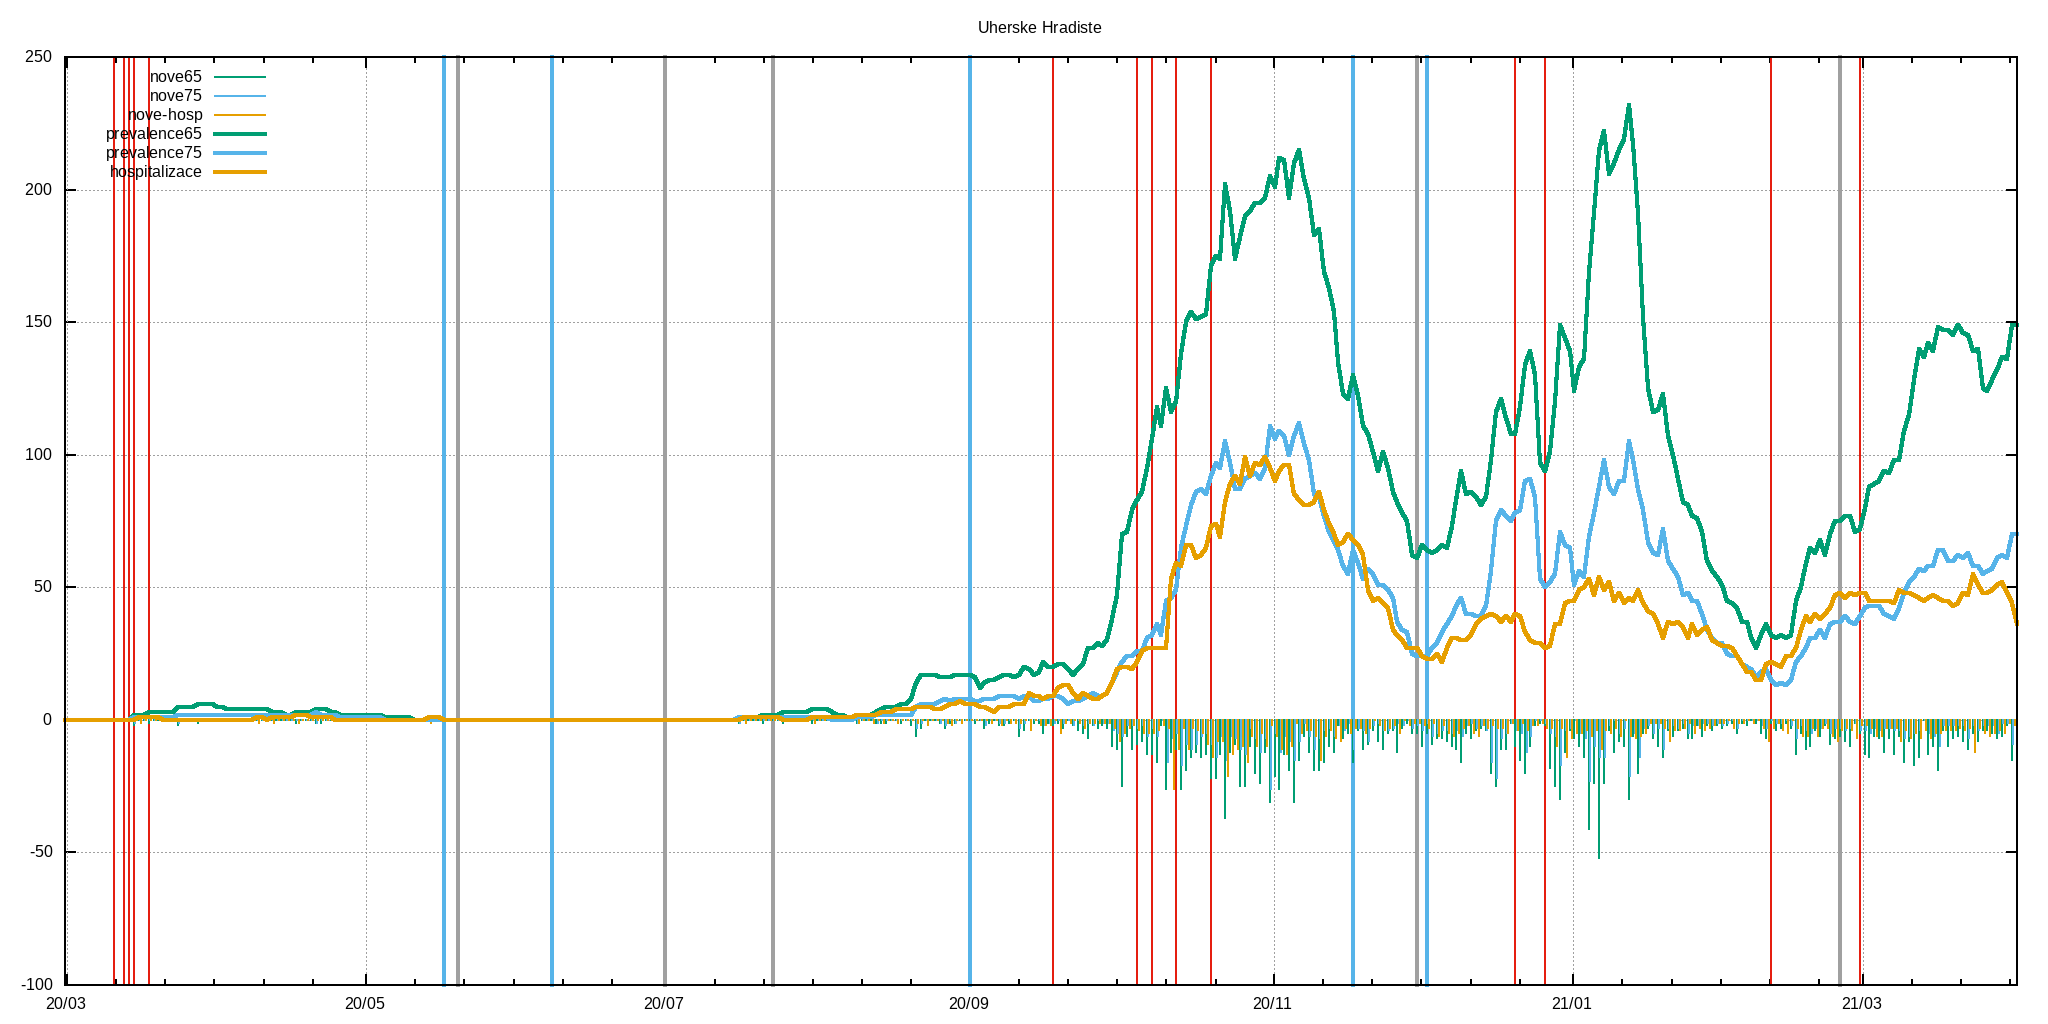 Uherske Hradiste
250
200
150
100
50
0
-50
-100
nove65
nove75
nove-hosp
prevalence65
prevalence75
hospitalizace
20/03 20/05 20/07 20/09 20/11 21/01 21/03